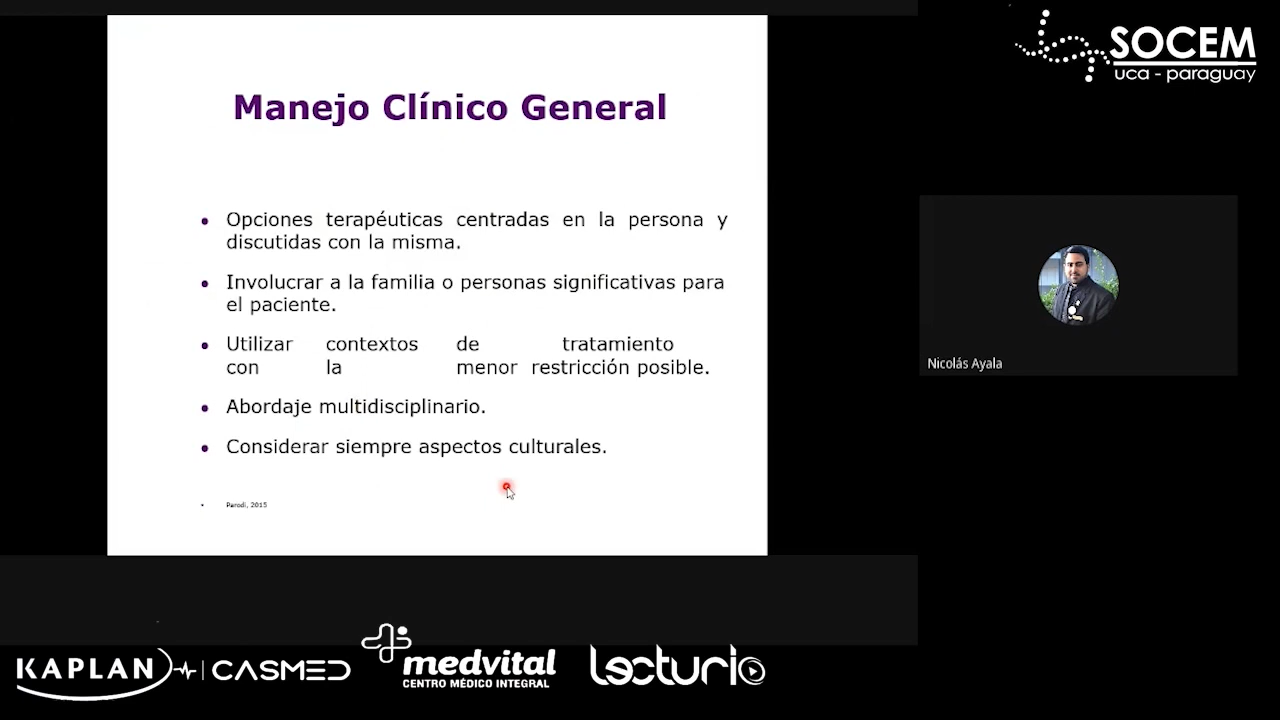 SOCEM
uca - paraguay
Manejo Clínico General
• Opciones terapéuticas centradas en la persona y
discutidas con la misma.
• Involucrar a la familia o personas significativas para
el paciente.
• Utilizar contextos de tratamiento
con la menor restricción posible.
• Abordaje multidisciplinario.
• Considerar siempre aspectos culturales.
• Parodi, 2015
Nicolás Ayala
KAPLAN
CASMED
medvital
CENTRO MÉDICO INTEGRAL
lecturio